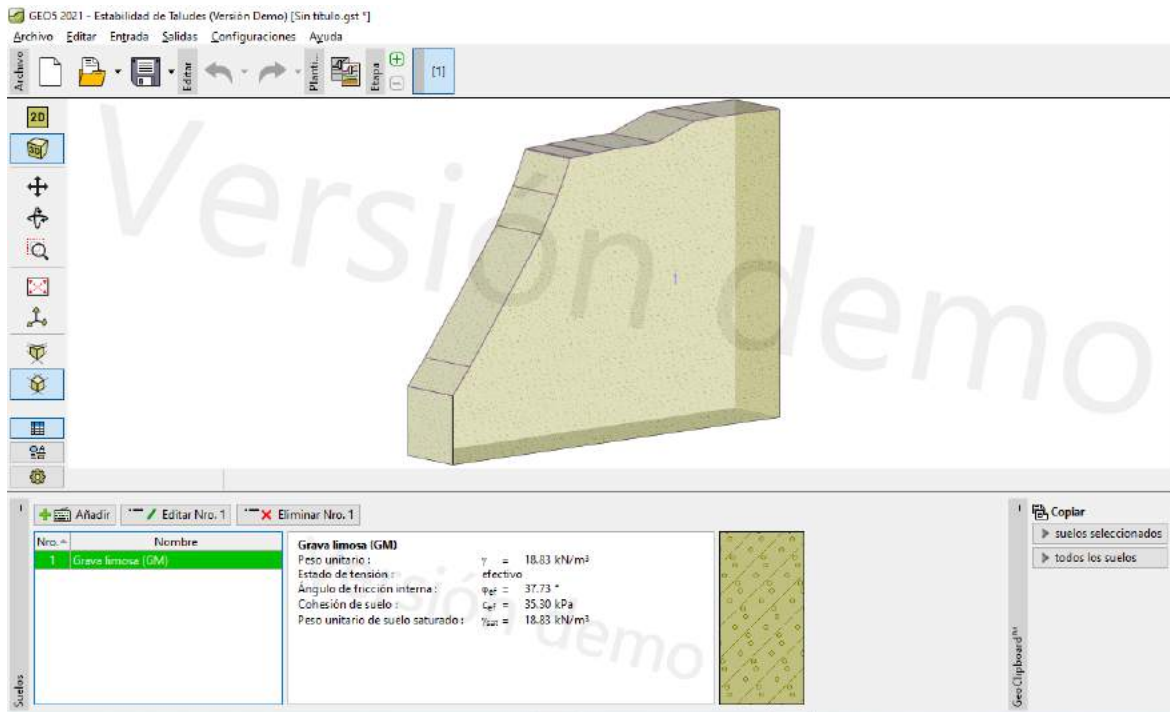 GEO5 2021 - Estabilidad de Taludes (Versión Demo) [Sin título.gst *]
Archivo Editar Entrada Salidas Configuraciones Ayuda
Archivo
Editar
Planti...
Etapa
[1]
2D
3D
Versión demo
1
Añadir
Editar Nro. 1
Eliminar Nro. 1
Nro. Nombre
1 Grava limosa (GM)
Grava limosa (GM)
Peso unitario : γ = 18.83 kN/m³
Estado de tensión : efectivo
Ángulo de fricción interna : φef = 37.73 °
Cohesión de suelo : cef = 35.30 kPa
Peso unitario de suelo saturado : γsat = 18.83 kN/m³
Versión demo
Suelos
GeoClipboard™
Copiar
suelos seleccionados
todos los suelos